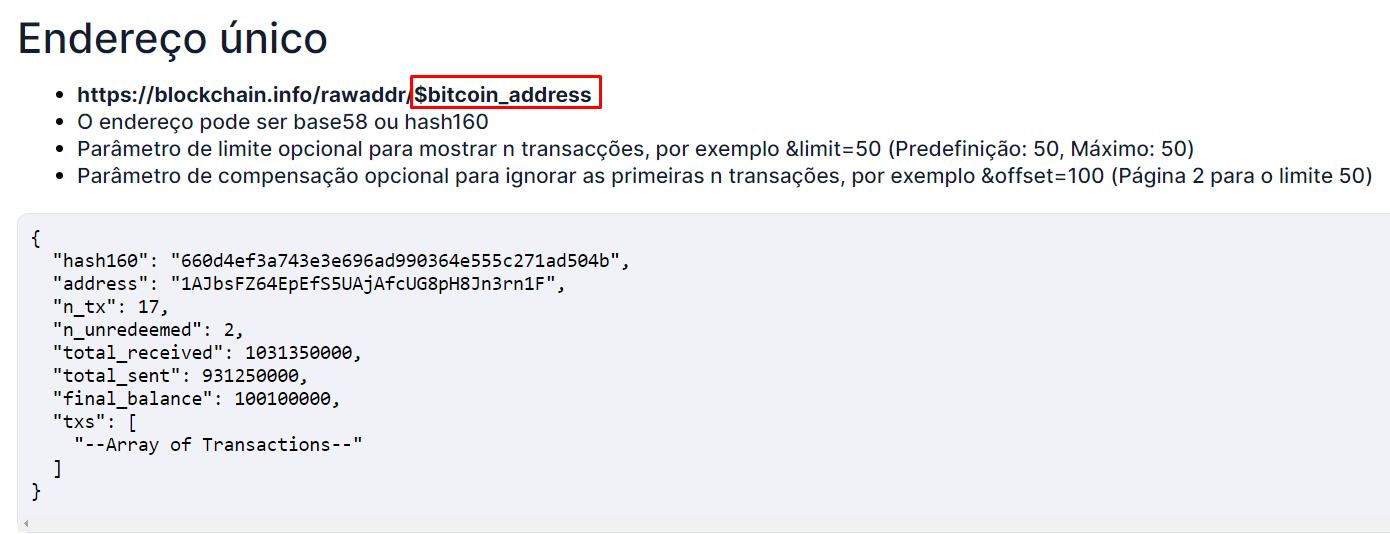 Endereço único
https://blockchain.info/rawaddr/$bitcoin_address
O endereço pode ser base58 ou hash160
Parâmetro de limite opcional para mostrar n transacções, por exemplo &limit=50 (Predefinição: 50, Máximo: 50)
Parâmetro de compensação opcional para ignorar as primeiras n transações, por exemplo &offset=100 (Página 2 para o limite 50)
{
"hash160": "660d4ef3a743e3e696ad990364e555c271ad504b",
"address": "1AJbsFZ64EpEfS5UAjAfcUG8pH8Jn3rn1F",
"n_tx": 17,
"n_unredeemed": 2,
"total_received": 1031350000,
"total_sent": 931250000,
"final_balance": 100100000,
"txs": [
"--Array of Transactions--"
]
}